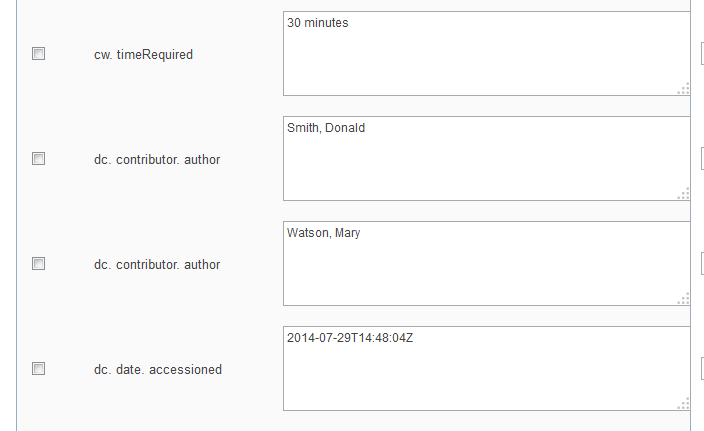 cw. timeRequired
30 minutes
dc. contributor. author
Smith, Donald
dc. contributor. author
Watson, Mary
dc. date. accessioned
2014-07-29T14:48:04Z